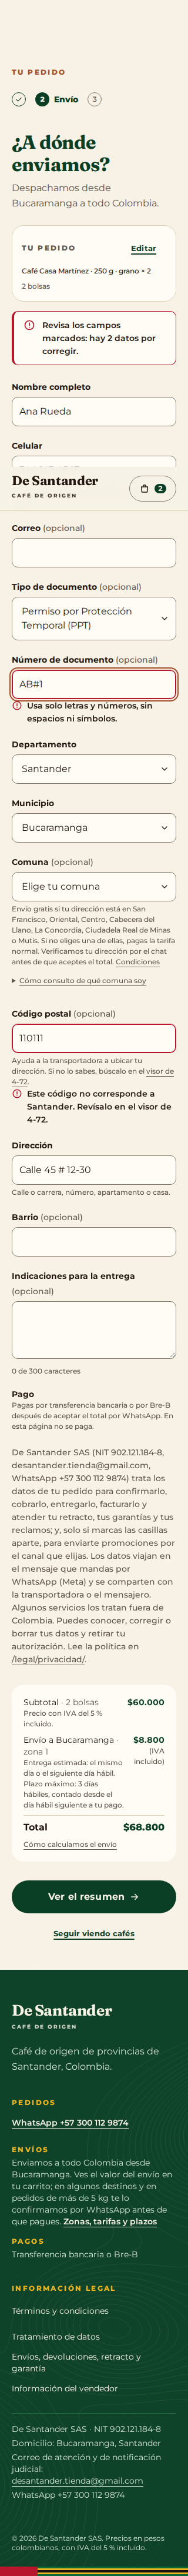 TU PEDIDO
2 Envío 3
¿A dónde
enviamos?
Despachamos desde
Bucaramanga a todo Colombia.
TU PEDIDO Editar
Café Casa Martínez · 250 g · grano × 2
2 bolsas
Revisa los campos
marcados: hay 2 datos por
corregir.
Nombre completo
Ana Rueda
Celular
De Santander
CAFÉ DE ORIGEN
2
Correo (opcional)
Tipo de documento (opcional)
Permiso por Protección
Temporal (PPT)
Número de documento (opcional)
AB#1
Usa solo letras y números, sin
espacios ni símbolos.
Departamento
Santander
Municipio
Bucaramanga
Comuna (opcional)
Elige tu comuna
Envío gratis si tu dirección está en San
Francisco, Oriental, Centro, Cabecera del
Llano, La Concordia, Ciudadela Real de Minas
o Mutis. Si no eliges una de ellas, pagas la tarifa
normal. Verificamos tu dirección por el chat
antes de que aceptes el total. Condiciones
Cómo consulto de qué comuna soy
Código postal (opcional)
110111
Ayuda a la transportadora a ubicar tu
dirección. Si no lo sabes, búscalo en el visor de
4-72.
Este código no corresponde a
Santander. Revísalo en el visor de
4-72.
Dirección
Calle 45 # 12-30
Calle o carrera, número, apartamento o casa.
Barrio (opcional)
Indicaciones para la entrega
(opcional)
0 de 300 caracteres
Pago
Pagas por transferencia bancaria o por Bre-B
después de aceptar el total por WhatsApp. En
esta página no se paga.
De Santander SAS (NIT 902.121.184-8,
desantander.tienda@gmail.com,
WhatsApp +57 300 112 9874) trata los
datos de tu pedido para confirmarlo,
cobrarlo, entregarlo, facturarlo y
atender tu retracto, tus garantías y tus
reclamos; y, solo si marcas las casillas
aparte, para enviarte promociones por
el canal que elijas. Los datos viajan en
el mensaje que mandas por
WhatsApp (Meta) y se comparten con
la transportadora o el mensajero.
Algunos servicios los tratan fuera de
Colombia. Puedes conocer, corregir o
borrar tus datos y retirar tu
autorización. Lee la política en
/legal/privacidad/.
Subtotal · 2 bolsas $60.000
Precio con IVA del 5 %
incluido.
Envío a Bucaramanga · $8.800
zona 1 (IVA
incluido)
Entrega estimada: el mismo
día o el siguiente día hábil.
Plazo máximo: 3 días
hábiles, contado desde el
día hábil siguiente a tu pago.
Total $68.800
Cómo calculamos el envío
Ver el resumen →
Seguir viendo cafés
De Santander
CAFÉ DE ORIGEN
Café de origen de provincias de
Santander, Colombia.
PEDIDOS
WhatsApp +57 300 112 9874
ENVÍOS
Enviamos a todo Colombia desde
Bucaramanga. Ves el valor del envío en
tu carrito; en algunos destinos y en
pedidos de más de 5 kg te lo
confirmamos por WhatsApp antes de
que pagues. Zonas, tarifas y plazos
PAGOS
Transferencia bancaria o Bre-B
INFORMACIÓN LEGAL
Términos y condiciones
Tratamiento de datos
Envíos, devoluciones, retracto y
garantía
Información del vendedor
De Santander SAS · NIT 902.121.184-8
Domicilio: Bucaramanga, Santander
Correo de atención y de notificación
judicial:
desantander.tienda@gmail.com
WhatsApp +57 300 112 9874
© 2026 De Santander SAS. Precios en pesos
colombianos, con IVA del 5 % incluido.